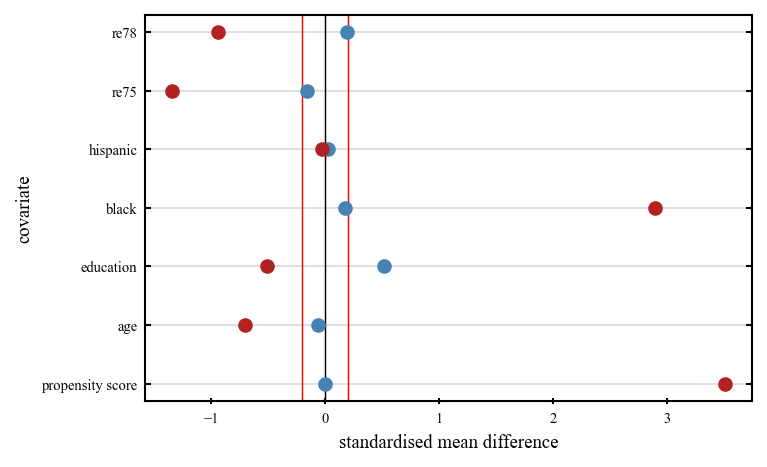 re78
re75
hispanic
black
education
age
propensity score
covariate
−1 0 1 2 3
standardised mean difference